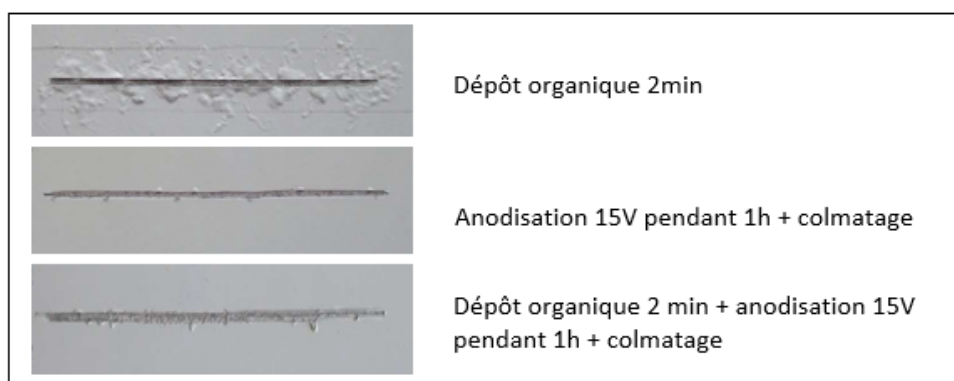 Dépôt organique 2min
Anodisation 15V pendant 1h + colmatage
Dépôt organique 2 min + anodisation 15V
pendant 1h + colmatage